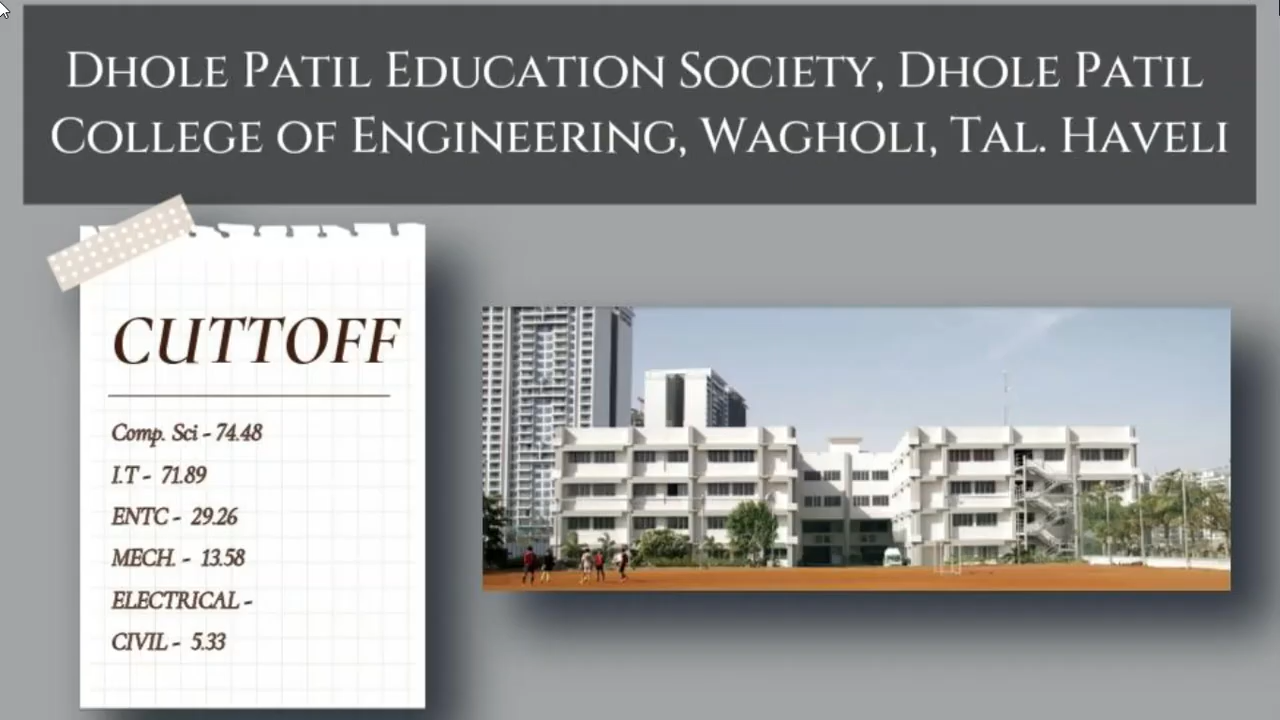 Dhole Patil Education Society, Dhole Patil
College of Engineering, Wagholi, Tal. Haveli
CUTTOFF
Comp. Sci - 74.48
I.T - 71.89
ENTC - 29.26
MECH. - 13.58
ELECTRICAL -
CIVIL - 5.33